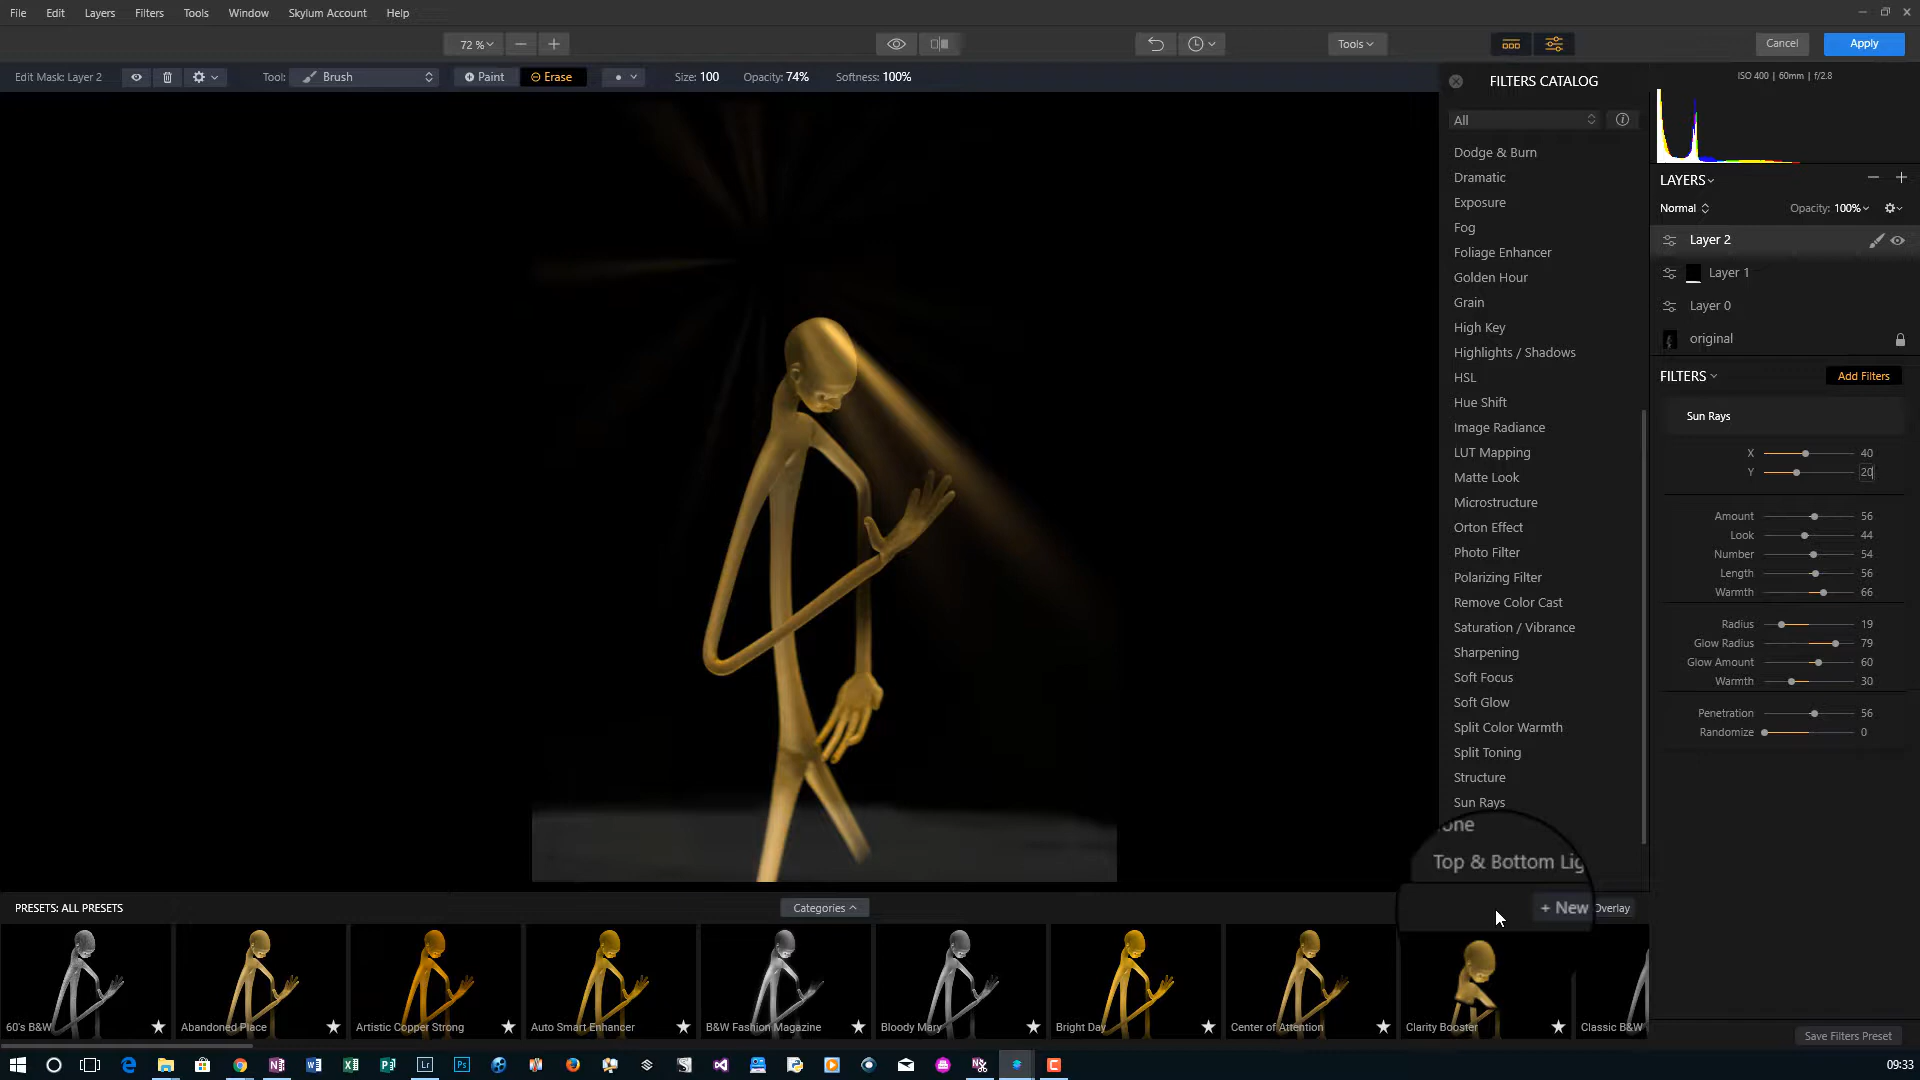 File Edit Layers Filters Tools Window Skylum Account Help
72 % Tools Cancel Apply
Edit Mask: Layer 2 Tool: Brush Paint Erase Size: 100 Opacity: 74% Softness: 100%
FILTERS CATALOG
All
Dodge & Burn
Dramatic
Exposure
Fog
Foliage Enhancer
Golden Hour
Grain
High Key
Highlights / Shadows
HSL
Hue Shift
Image Radiance
LUT Mapping
Matte Look
Microstructure
Orton Effect
Photo Filter
Polarizing Filter
Remove Color Cast
Saturation / Vibrance
Sharpening
Soft Focus
Soft Glow
Split Color Warmth
Split Toning
Structure
Sun Rays
one
Top & Bottom Lig
ISO 400 | 60mm | f/2.8
LAYERS
Normal Opacity: 100%
Layer 2
Layer 1
Layer 0
original
FILTERS Add Filters
Sun Rays
X 40
Y 20
Amount 56
Look 44
Number 54
Length 56
Warmth 66
Radius 19
Glow Radius 79
Glow Amount 60
Warmth 30
Penetration 56
Randomize 0
PRESETS: ALL PRESETS Categories + New Overlay
60's B&W Abandoned Place Artistic Copper Strong Auto Smart Enhancer B&W Fashion Magazine Bloody Mary Bright Day Center of Attention Clarity Booster Classic B&W
Save Filters Preset
09:33